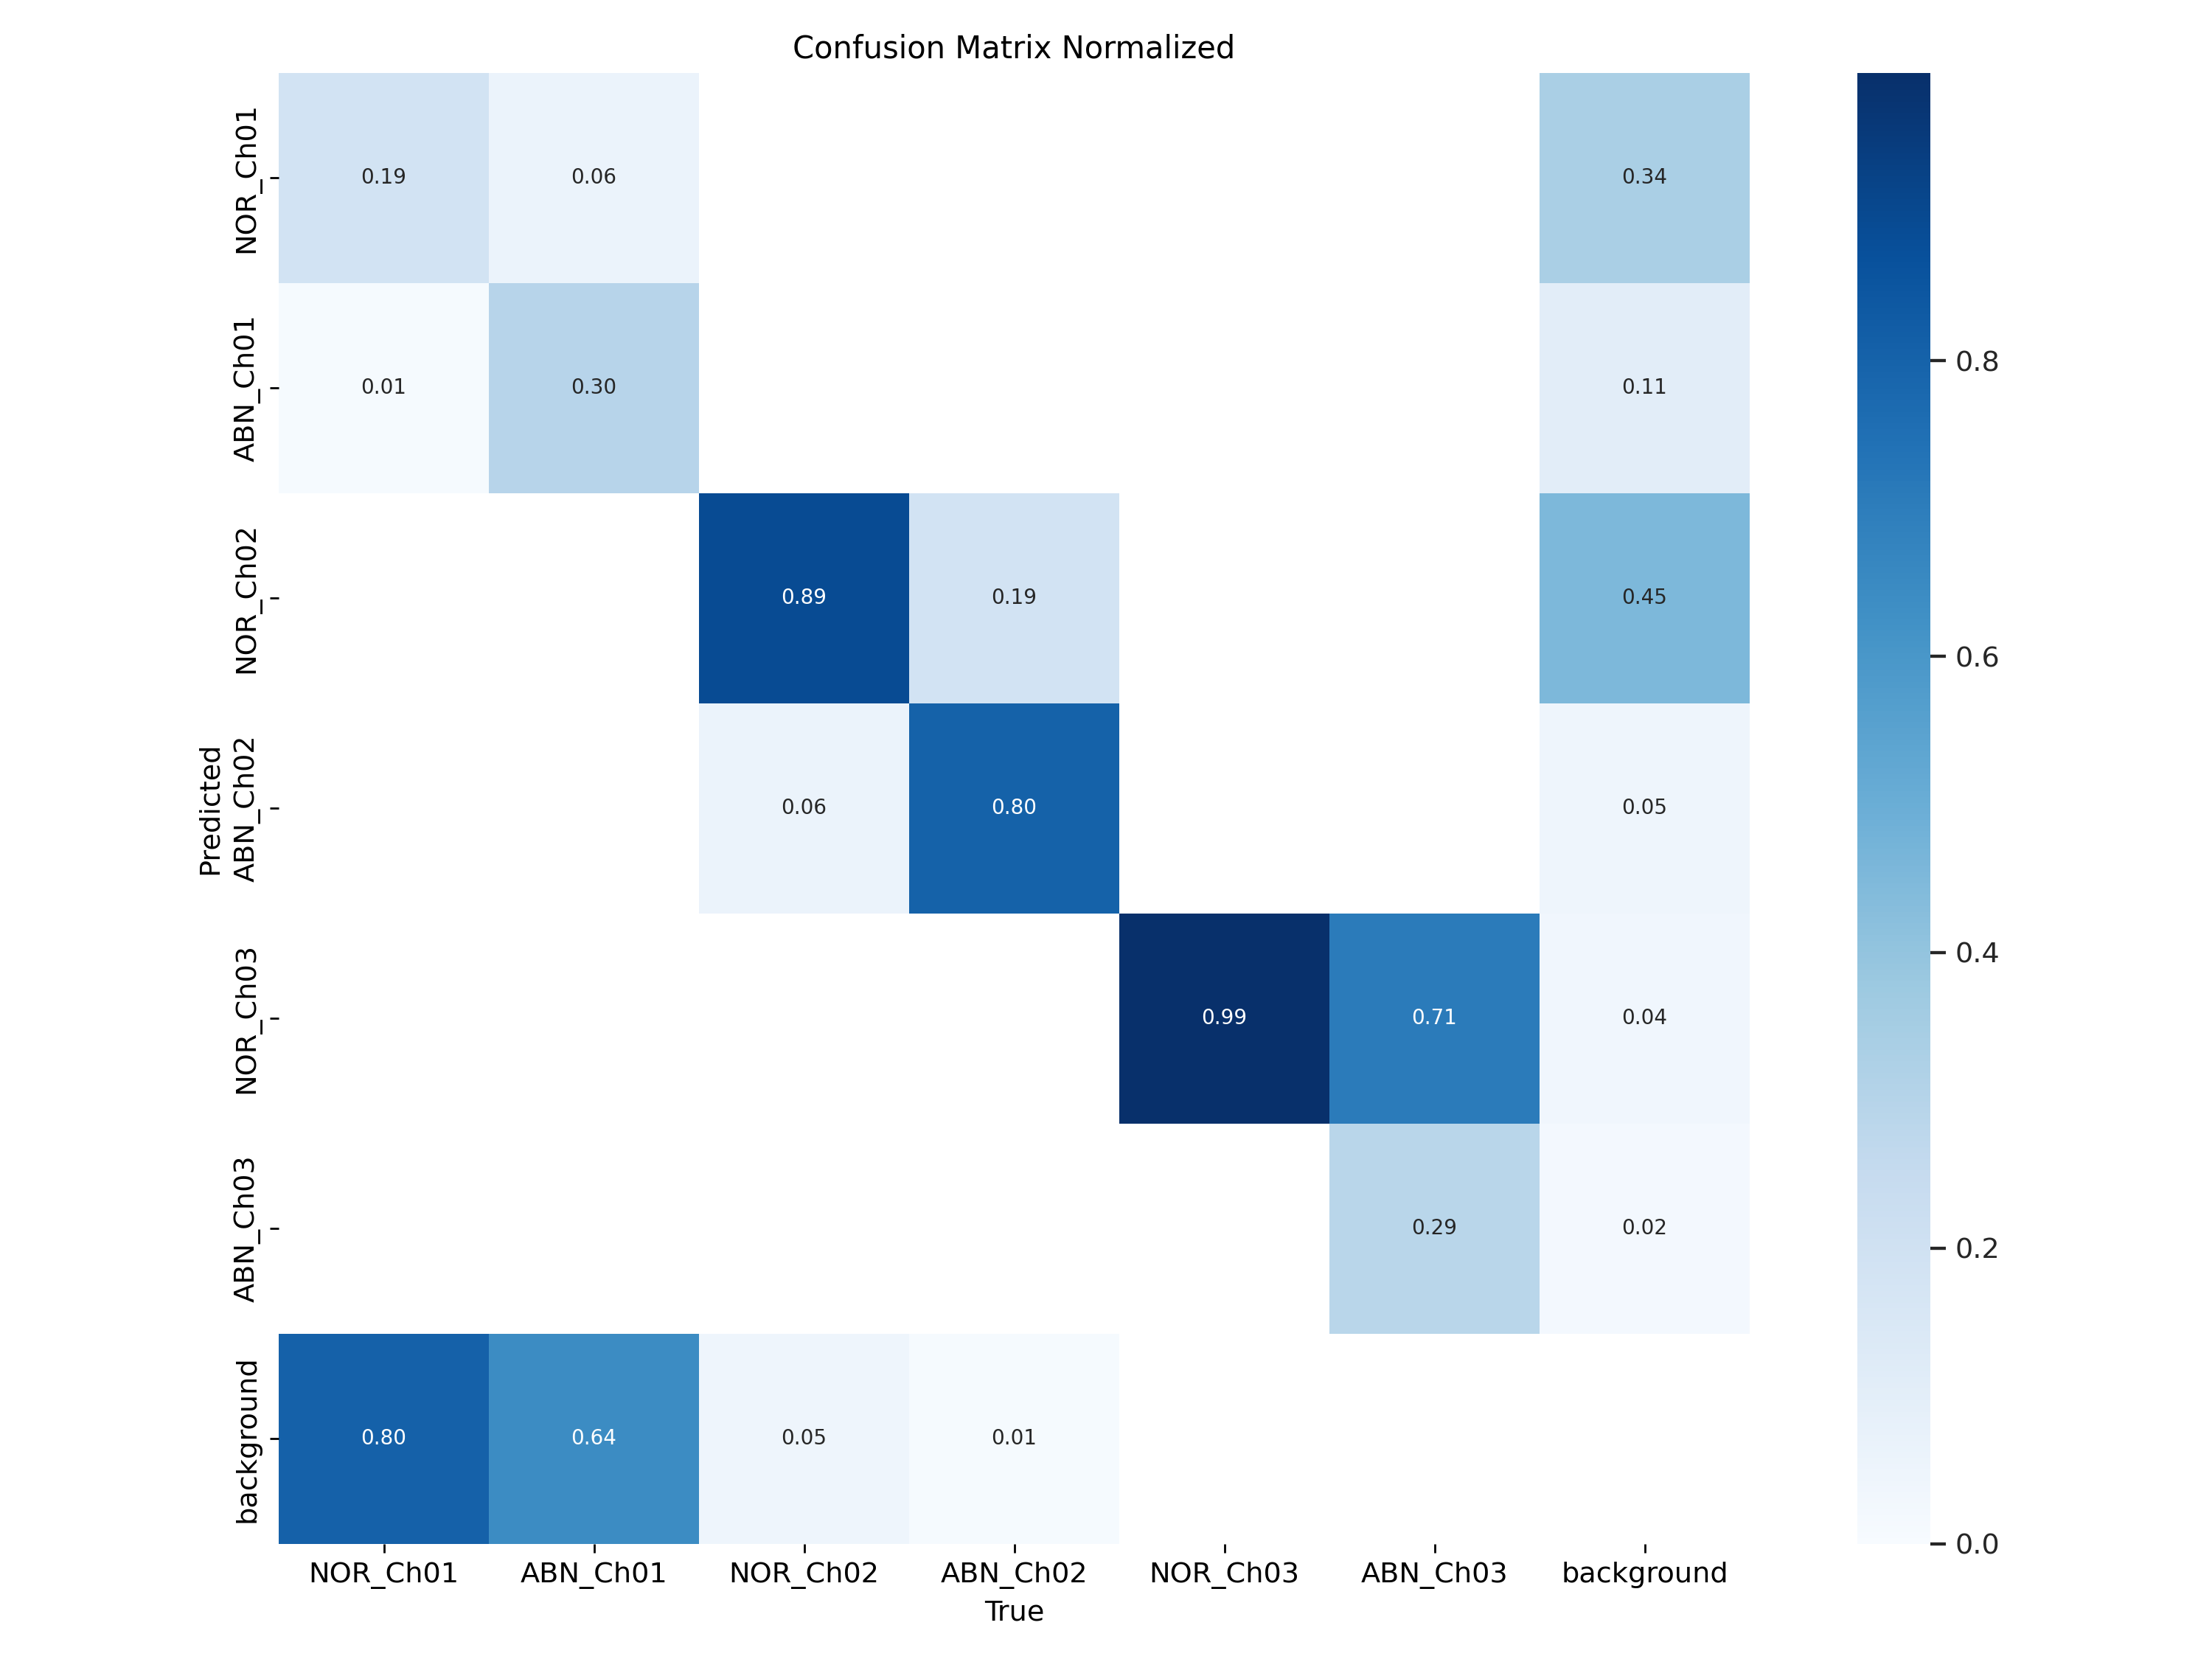 Confusion Matrix Normalized
NOR_Ch01
0.19
0.06
0.34
ABN_Ch01
0.01
0.30
0.11
0.8
NOR_Ch02
0.89
0.19
0.45
0.6
Predicted
ABN_Ch02
0.06
0.80
0.05
NOR_Ch03
0.99
0.71
0.04
0.4
ABN_Ch03
0.29
0.02
0.2
background
0.80
0.64
0.05
0.01
0.0
NOR_Ch01
ABN_Ch01
NOR_Ch02
ABN_Ch02
NOR_Ch03
ABN_Ch03
background
True